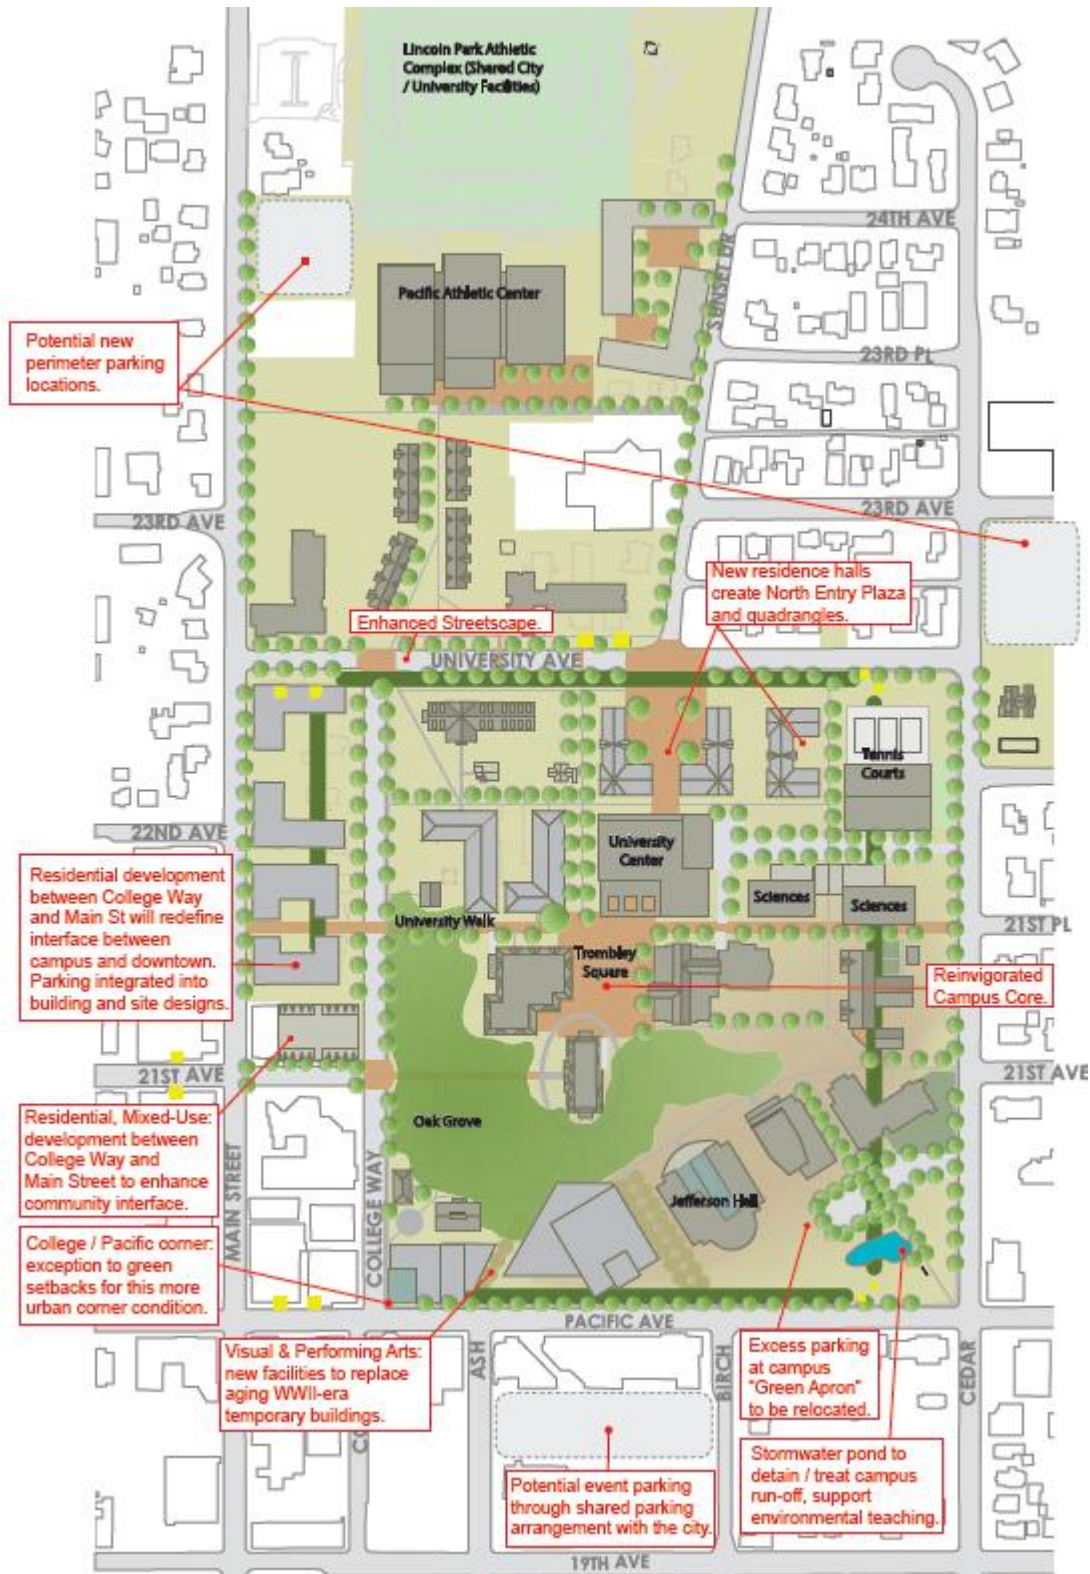 Lincoln Park Athletic
Complex (Shared City
/ University Facilities)
24TH AVE
SUNSET DR
Pacific Athletic Center
Potential new
perimeter parking
locations.
23RD PL
23RD AVE
23RD AVE
New residence halls
create North Entry Plaza
and quadrangles.
Enhanced Streetscape.
UNIVERSITY AVE
Tennis
Courts
22ND AVE
University
Center
Residential development
between College Way
and Main St will redefine
interface between
campus and downtown.
Parking integrated into
building and site designs.
Sciences
Sciences
University Walk
21ST PL
Trombley
Square
Reinvigorated
Campus Core.
21ST AVE
21ST AVE
Residential, Mixed-Use:
development between
College Way and
Main Street to enhance
community interface.
Oak Grove
MAIN STREET
COLLEGE WAY
Jefferson Hall
College / Pacific corner:
exception to green
setbacks for this more
urban corner condition.
PACIFIC AVE
Visual & Performing Arts:
new facilities to replace
aging WWII-era
temporary buildings.
ASH
BIRCH
CEDAR
Excess parking
at campus
"Green Apron"
to be relocated.
Stormwater pond to
detain / treat campus
run-off, support
environmental teaching.
Potential event parking
through shared parking
arrangement with the city.
19TH AVE